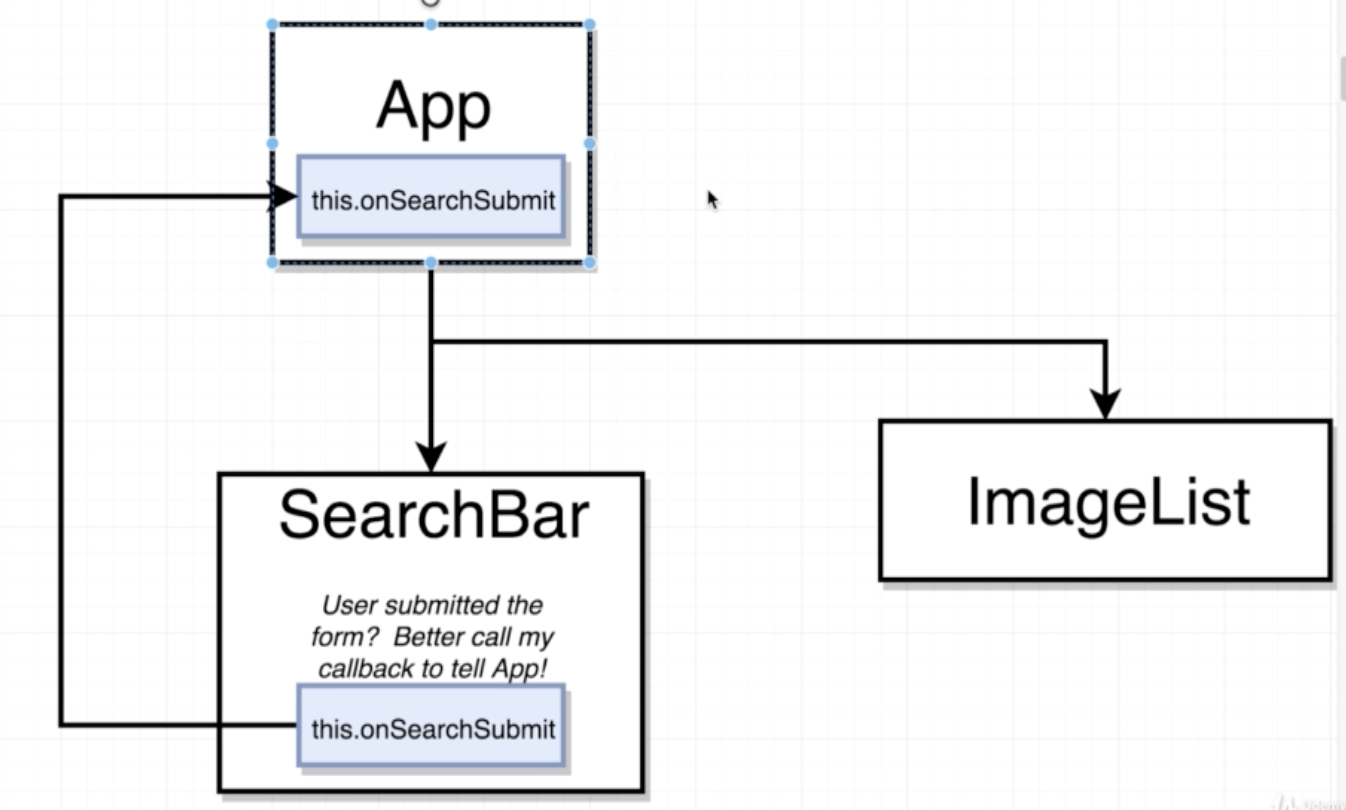 App
this.onSearchSubmit
SearchBar
User submitted the
form? Better call my
callback to tell App!
this.onSearchSubmit
ImageList